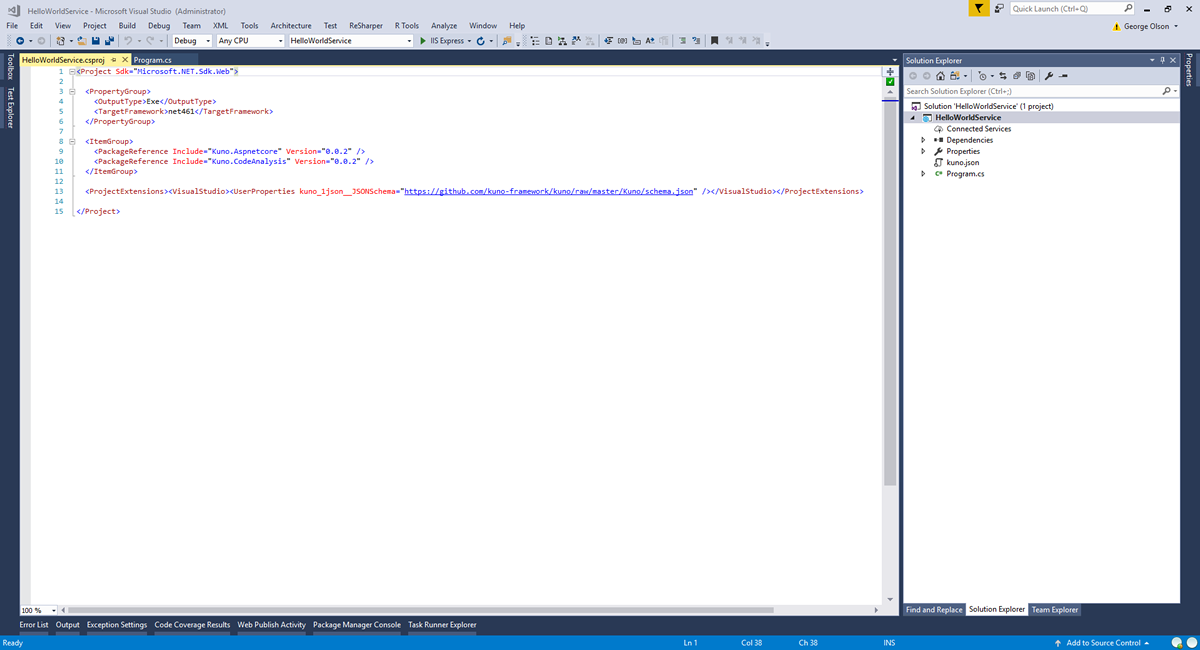 HelloWorldService - Microsoft Visual Studio (Administrator)
Quick Launch (Ctrl+Q)
File Edit View Project Build Debug Team XML Tools Architecture Test ReSharper R Tools Analyze Window Help
George Olson
Debug Any CPU HelloWorldService IIS Express
Toolbox
Test Explorer
HelloWorldService.csproj Program.cs
1 <Project Sdk="Microsoft.NET.Sdk.Web">
2
3 <PropertyGroup>
4 <OutputType>Exe</OutputType>
5 <TargetFramework>net461</TargetFramework>
6 </PropertyGroup>
7
8 <ItemGroup>
9 <PackageReference Include="Kuno.Aspnetcore" Version="0.0.2" />
10 <PackageReference Include="Kuno.CodeAnalysis" Version="0.0.2" />
11 </ItemGroup>
12
13 <ProjectExtensions><VisualStudio><UserProperties kuno_1json__JSONSchema="https://github.com/kuno-framework/kuno/raw/master/Kuno/schema.json" /></VisualStudio></ProjectExtensions>
14
15 </Project>
100 %
Solution Explorer
Search Solution Explorer (Ctrl+;)
Solution 'HelloWorldService' (1 project)
HelloWorldService
Connected Services
Dependencies
Properties
kuno.json
C# Program.cs
Find and Replace Solution Explorer Team Explorer
Properties
Error List Output Exception Settings Code Coverage Results Web Publish Activity Package Manager Console Task Runner Explorer
Ready Ln 1 Col 38 Ch 38 INS Add to Source Control